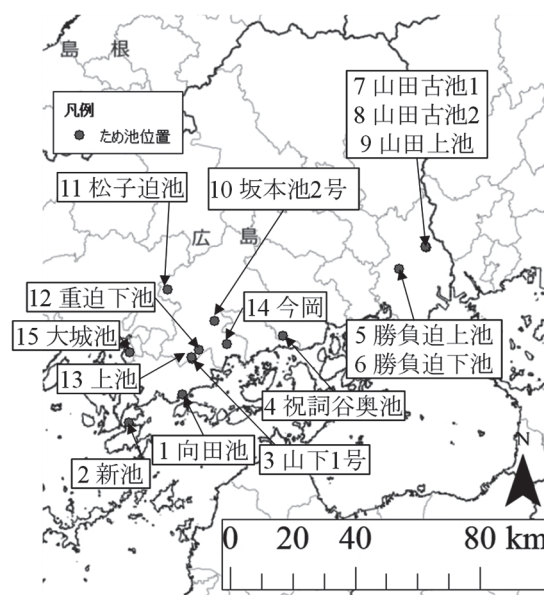 島 根
7 山田古池1
8 山田古池2
9 山田上池
凡例
ため池位置
11 松子迫池
10 坂本池2号
広 島
12 重迫下池
14 今岡
15 大城池
5 勝負迫上池
6 勝負迫下池
13 上池
4 祝詞谷奥池
1 向田池
3 山下1号
2 新池
N
0 20 40 80 km